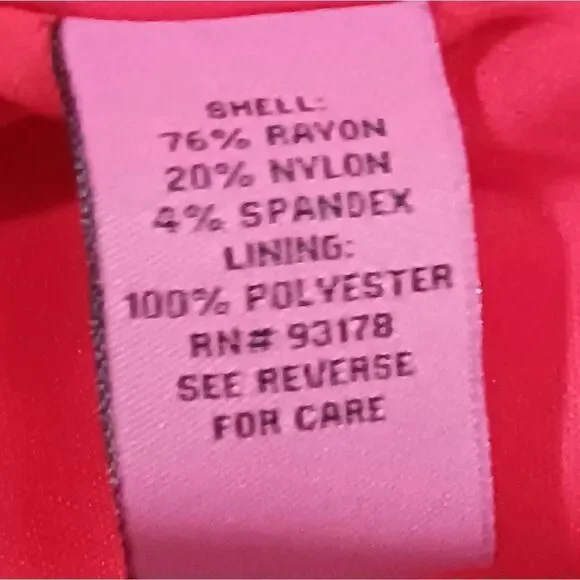 SHELL:
76% RAYON
20% NYLON
4% SPANDEX
LINING:
100% POLYESTER
RN# 93178
SEE REVERSE
FOR CARE